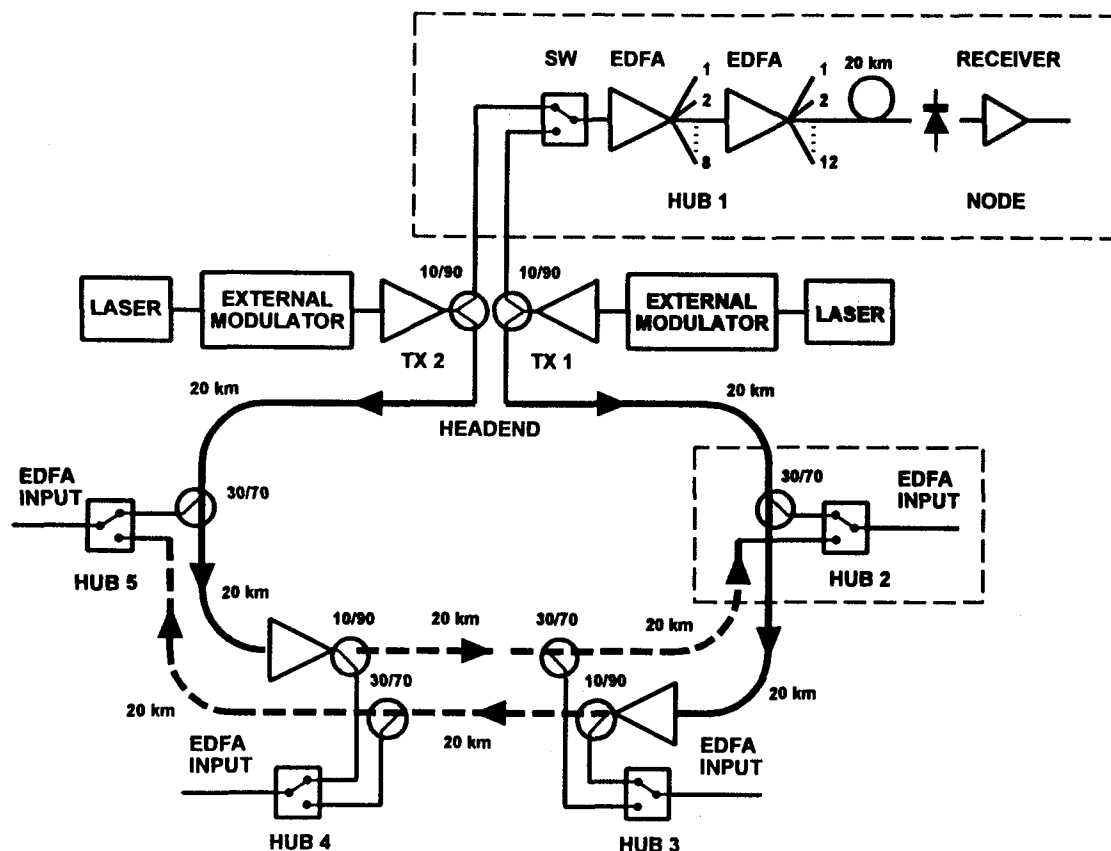 SW EDFA EDFA 20 km RECEIVER
1 1
2 2
8 12
HUB 1 NODE
10/90 10/90
LASER EXTERNAL MODULATOR EXTERNAL MODULATOR LASER
TX 2 TX 1
20 km 20 km
HEADEND
EDFA INPUT 30/70 30/70 EDFA INPUT
HUB 5 HUB 2
20 km 10/90 20 km 30/70 20 km
30/70 10/90 20 km
20 km 20 km
EDFA INPUT EDFA INPUT
HUB 4 HUB 3